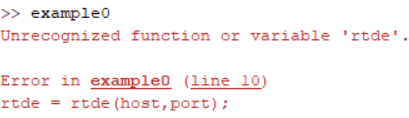 >> example0
Unrecognized function or variable 'rtde'.
Error in example0 (line 10)
rtde = rtde(host,port);